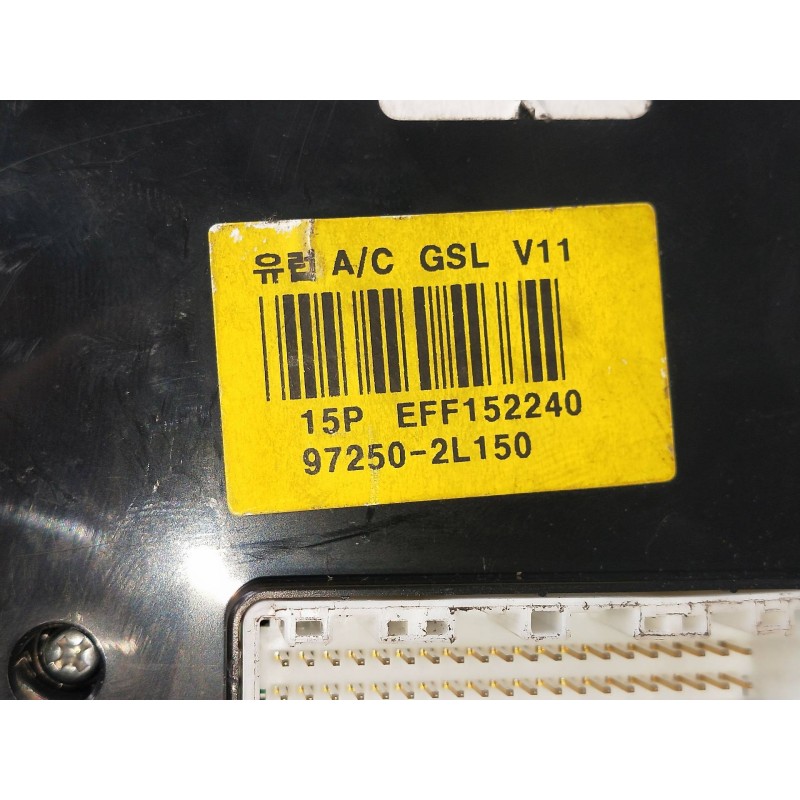 유럽 A/C GSL V11
15P EFF152240
97250-2L150